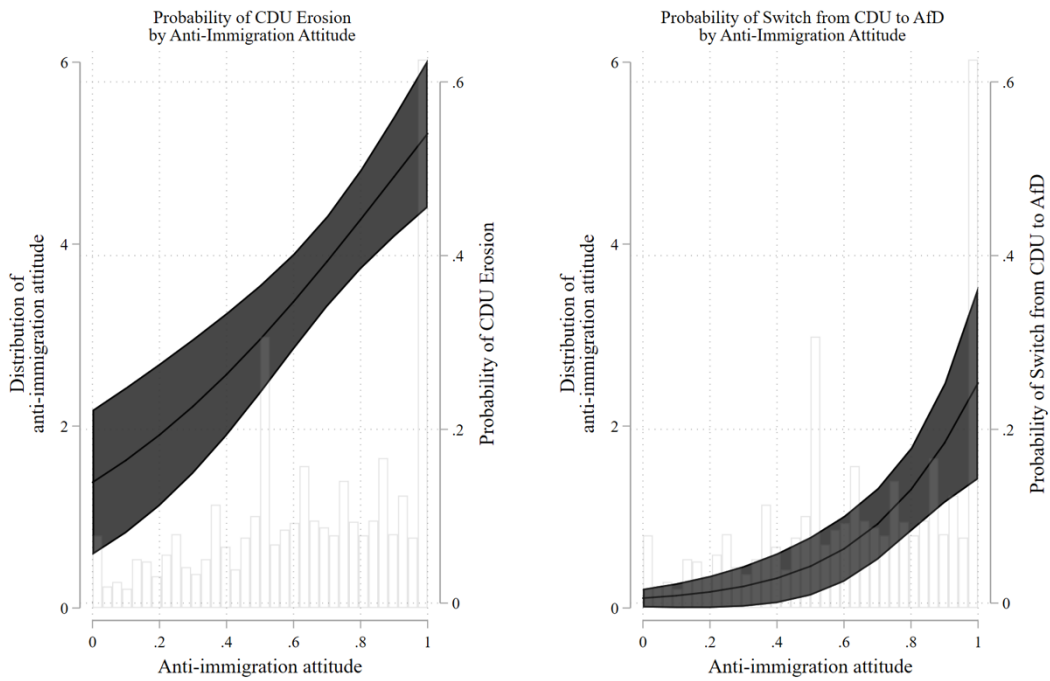 Probability of CDU Erosion
by Anti-Immigration Attitude
6
4
2
0
Distribution of
anti-immigration attitude
.6
.4
.2
0
Probability of CDU Erosion
0 .2 .4 .6 .8 1
Anti-immigration attitude
Probability of Switch from CDU to AfD
by Anti-Immigration Attitude
6
4
2
0
Distribution of
anti-immigration attitude
.6
.4
.2
0
Probability of Switch from CDU to AfD
0 .2 .4 .6 .8 1
Anti-immigration attitude